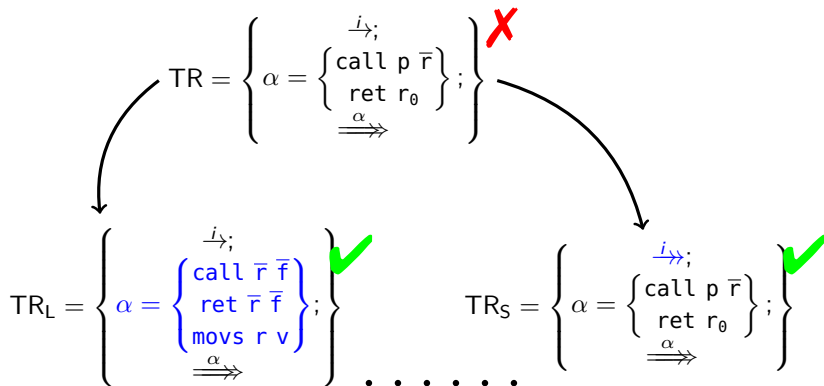 i→;
TR = { α = { call p r̅ } ; } ✗
ret r₀
α⇒
i→; i↠;
TR_L = { α = { call r̅ f̅ } ; } ✔ TR_S = { α = { call p r̅ } ; } ✔
ret r̅ f̅ ret r₀
movs r v
α⇒ α⇒
. . . . . .